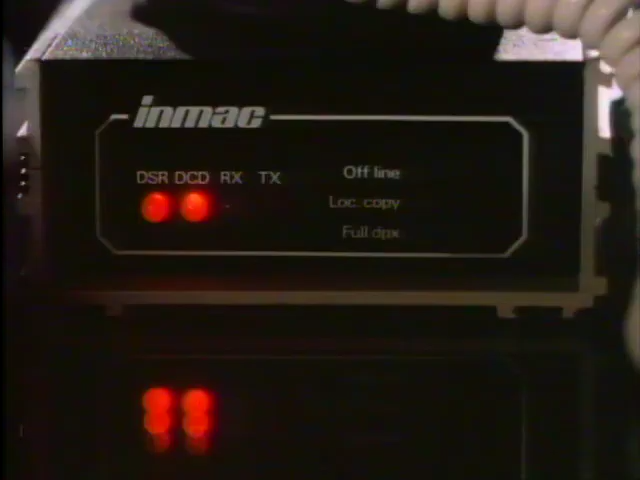 inmac
DSR DCD RX TX
Off line
Loc. copy
Full dpx